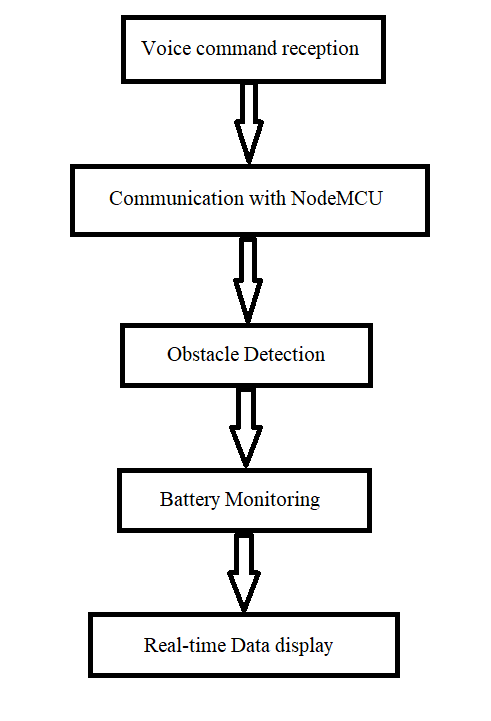 Voice command reception
Communication with NodeMCU
Obstacle Detection
Battery Monitoring
Real-time Data display